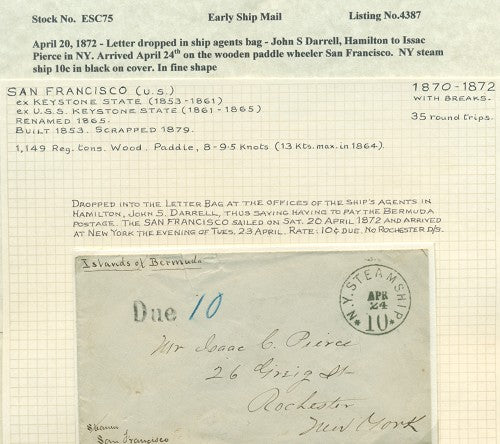 Stock No. ESC75 Early Ship Mail Listing No.4387
April 20, 1872 - Letter dropped in ship agents bag - John S Darrell, Hamilton to Issac
Pierce in NY. Arrived April 24th on the wooden paddle wheeler San Francisco. NY steam
ship 10c in black on cover. In fine shape
SAN FRANCISCO (U.S.) 1870-1872
ex KEYSTONE STATE (1853-1861) WITH BREAKS.
ex U.S.S. KEYSTONE STATE (1861-1865)
RENAMED 1865. 35 round trips.
BUILT 1853. SCRAPPED 1879.
1,149 Reg. Tons. Wood. Paddle, 8-9.5 Knots (13 Kts. max. in 1864).
DROPPED INTO THE LETTER BAG AT THE OFFICES OF THE SHIP'S AGENTS IN
HAMILTON, JOHN S. DARRELL, THUS SAVING HAVING TO PAY THE BERMUDA
POSTAGE. THE SAN FRANCISCO SAILED ON SAT. 20 APRIL 1872 AND ARRIVED
AT NEW YORK THE EVENING OF TUES. 23 APRIL. RATE: 10¢ DUE. NO ROCHESTER D/S.
Islands of Bermuda
Due 10
N.Y. STEAMSHIP
APR
24
10
Mr Isaac C. Pierce
26 Greig St
Rochester
New York
Steamer
San Francisco